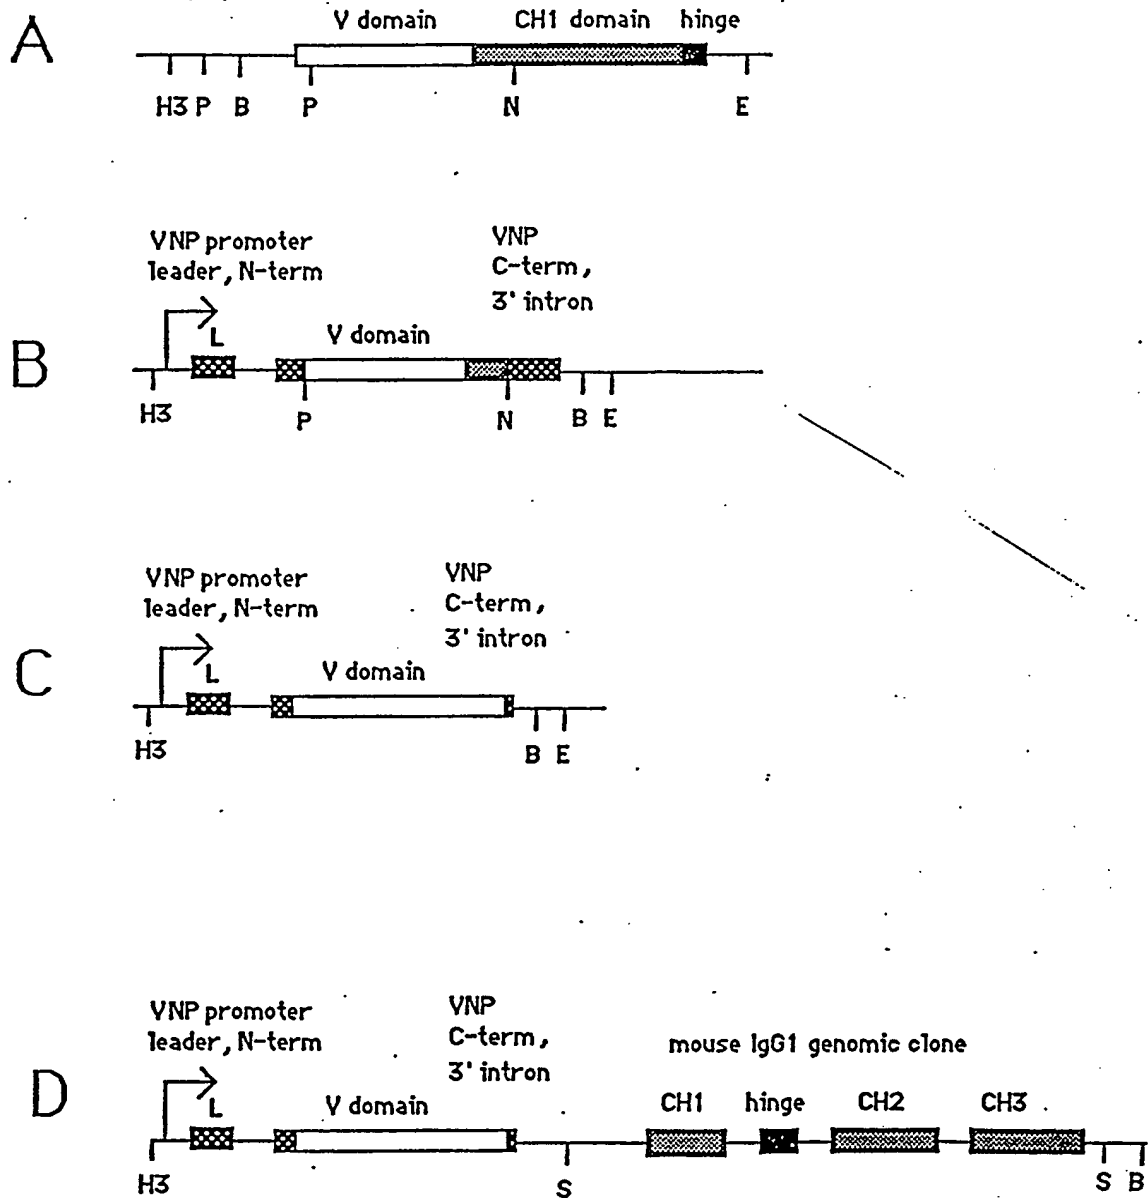 A
V domain CH1 domain hinge
H3 P B P N E
B
VNP promoter
leader, N-term
VNP
C-term,
3' intron
L
V domain
H3 P N B E
C
VNP promoter
leader, N-term
VNP
C-term,
3' intron
L
V domain
H3 B E
D
VNP promoter
leader, N-term
VNP
C-term,
3' intron
mouse IgG1 genomic clone
L
V domain
CH1 hinge CH2 CH3
H3 S S B